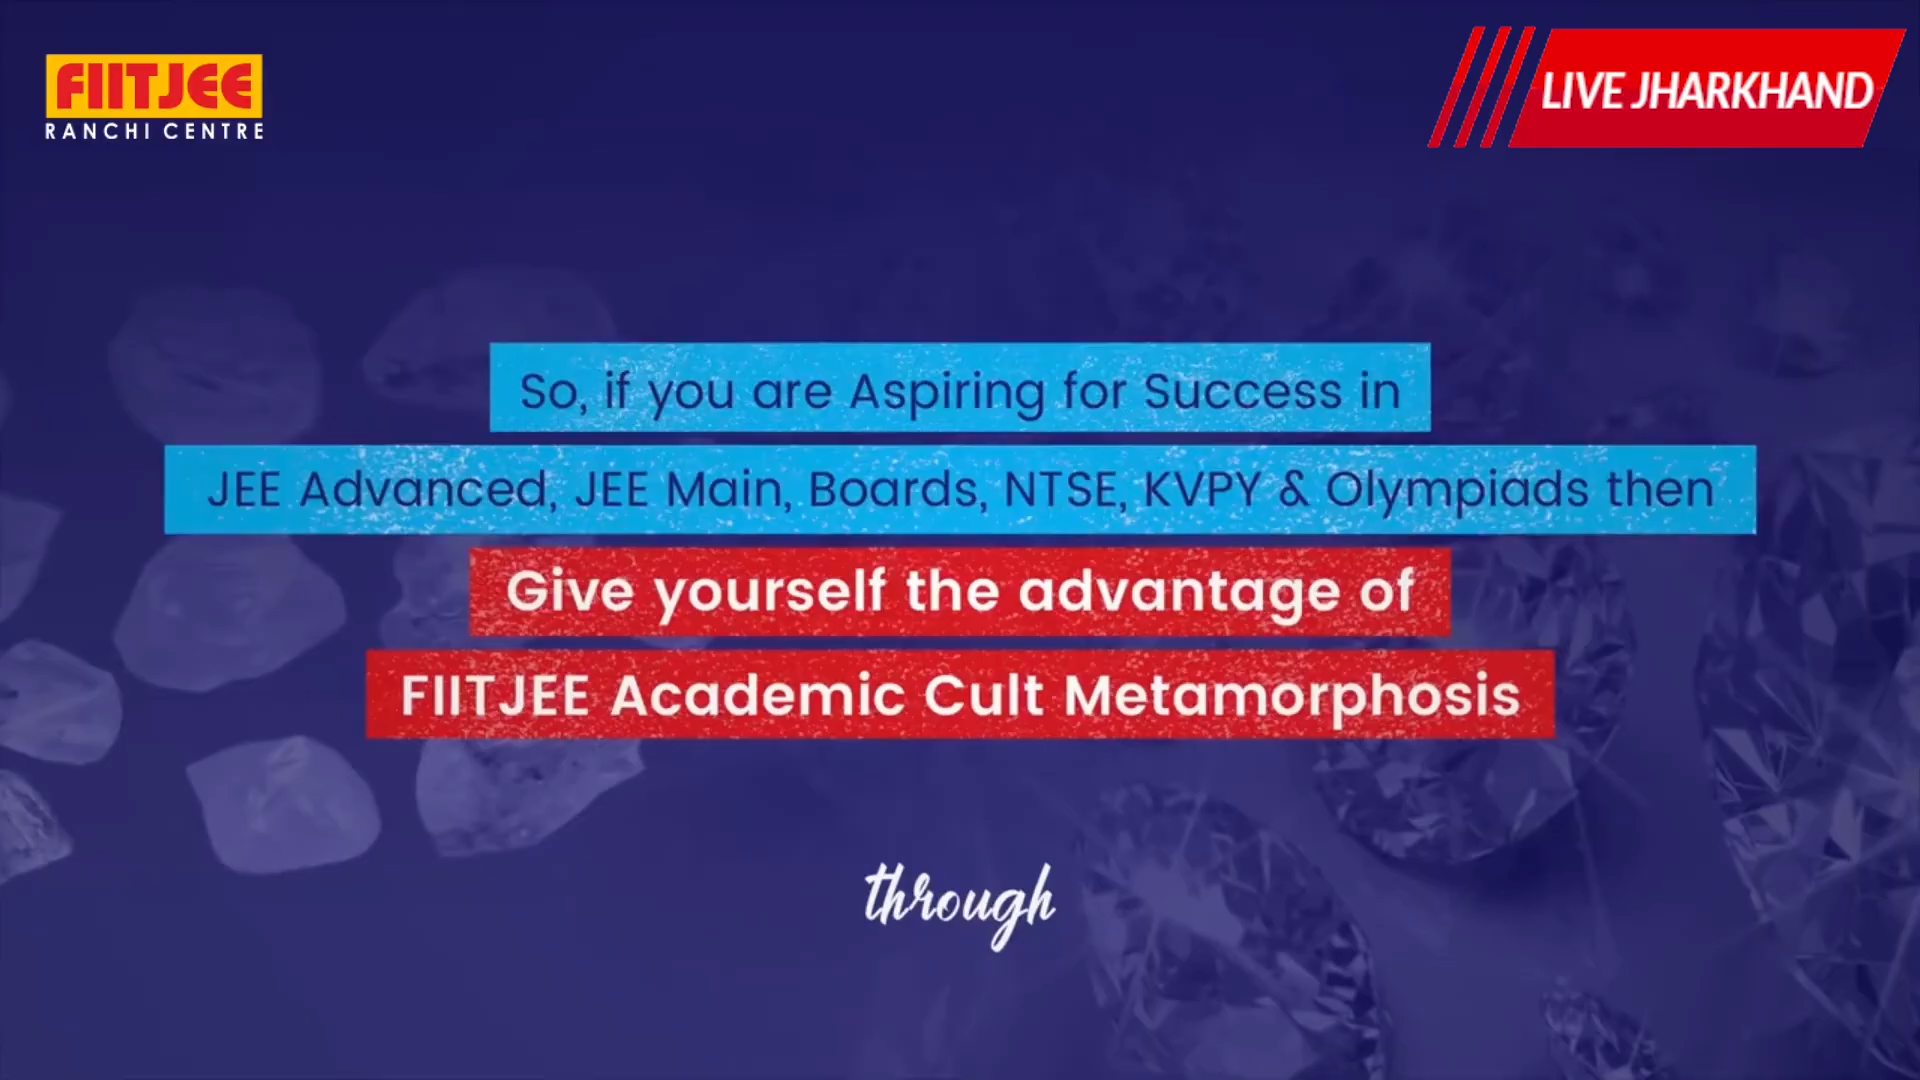 FIITJEE
RANCHI CENTRE
LIVE JHARKHAND
So, if you are Aspiring for Success in
JEE Advanced, JEE Main, Boards, NTSE, KVPY & Olympiads then
Give yourself the advantage of
FIITJEE Academic Cult Metamorphosis
through